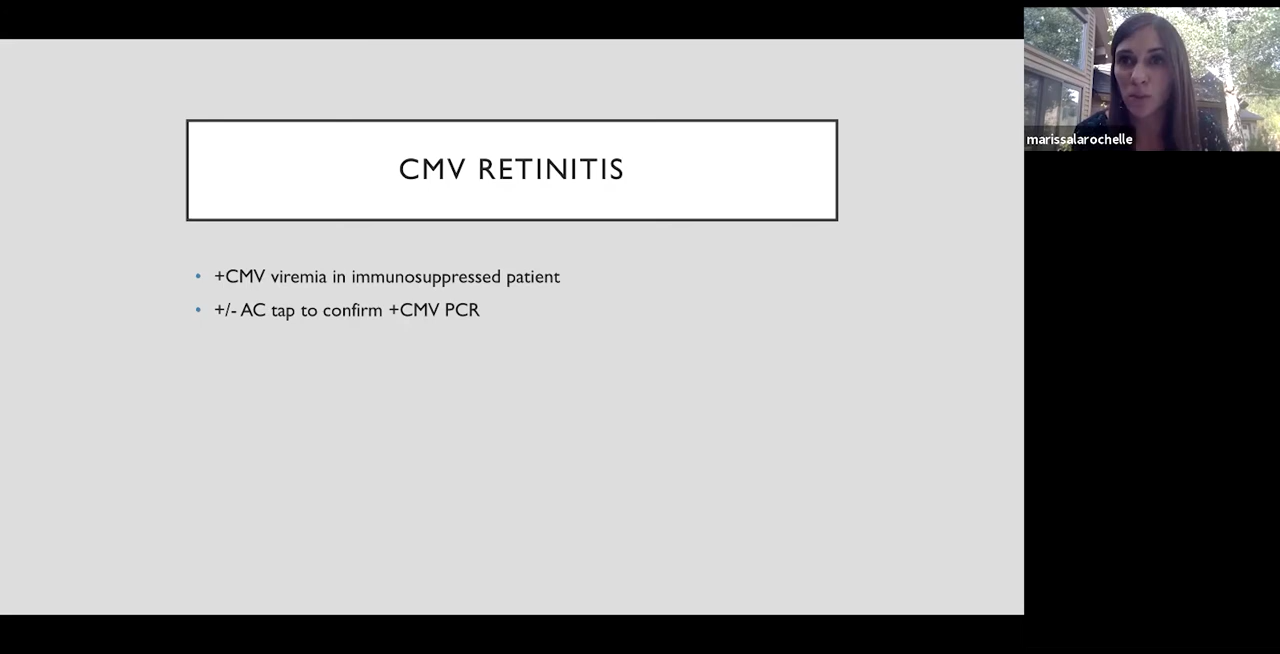 CMV RETINITIS
+CMV viremia in immunosuppressed patient
+/- AC tap to confirm +CMV PCR
marissalarochelle